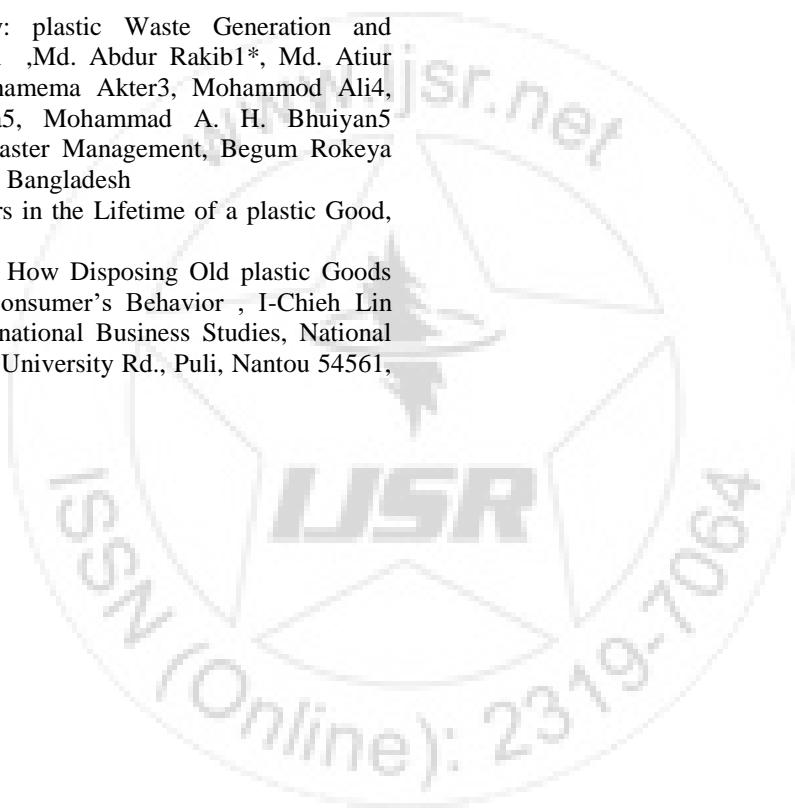 : plastic Waste Generation and
,Md. Abdur Rakib1*, Md. Atiur
amema Akter3, Mohammod Ali4,
5, Mohammad A. H. Bhuiyan5
aster Management, Begum Rokeya
Bangladesh
rs in the Lifetime of a plastic Good,
How Disposing Old plastic Goods
onsumer's Behavior , I-Chieh Lin
national Business Studies, National
University Rd., Puli, Nantou 54561,
www.ijsr.net
IJSR
ISSN (Online): 2319-7064